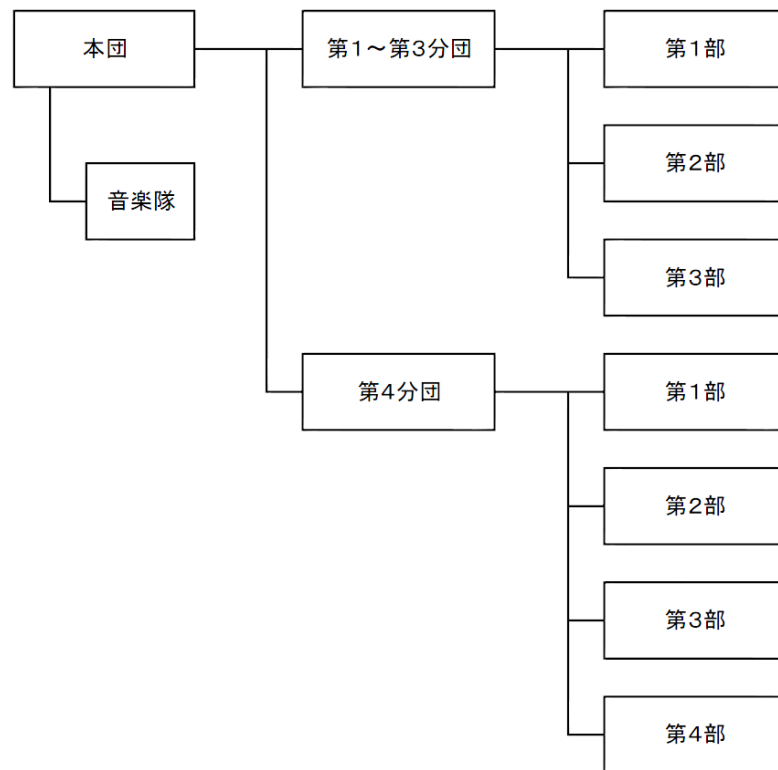 本団
第1～第3分団
第1部
第2部
音楽隊
第3部
第4分団
第1部
第2部
第3部
第4部